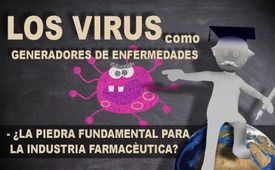 LOS VIRUS como
GENERADORES DE ENFERMEDADES
- ¿LA PIEDRA FUNDAMENTAL PARA
LA INDUSTRIA FARMACÈUTICA?